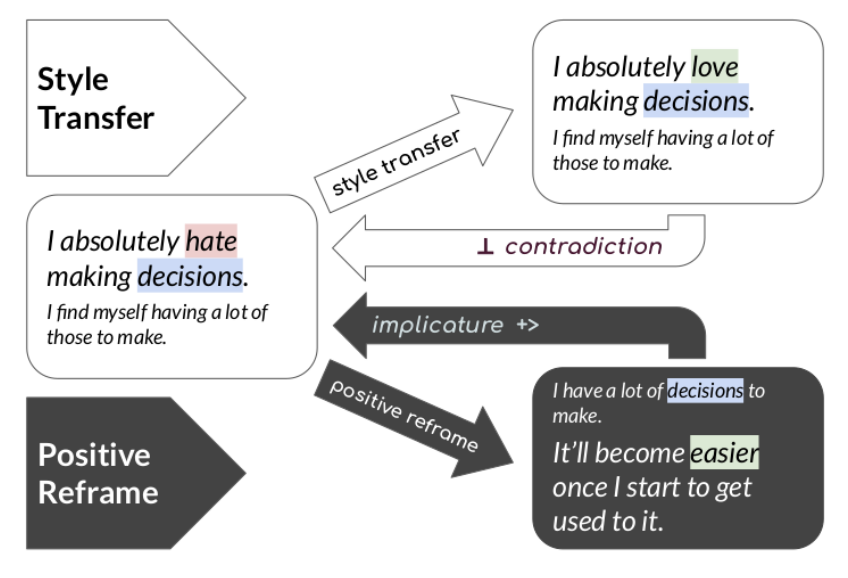 Style
Transfer
I absolutely love
making decisions.
I find myself having a lot of
those to make.
style transfer
⊥ contradiction
I absolutely hate
making decisions.
I find myself having a lot of
those to make.
implicature +>
positive reframe
Positive
Reframe
I have a lot of decisions to
make.
It'll become easier
once I start to get
used to it.